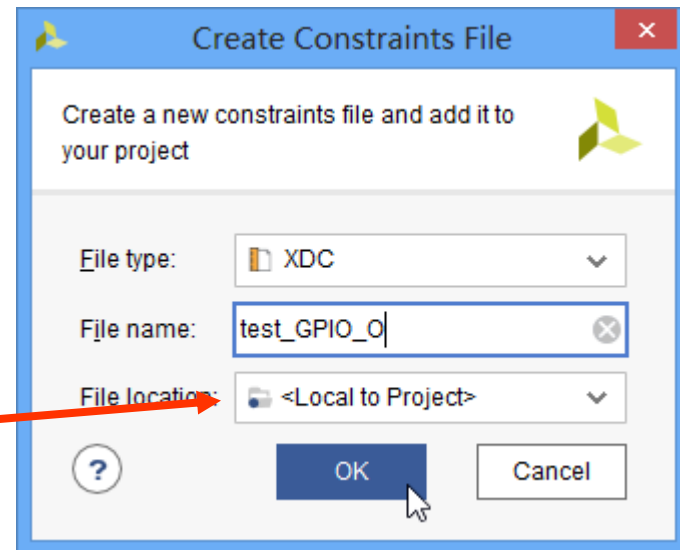 Create Constraints File
Create a new constraints file and add it to
your project
File type: XDC
File name: test_GPIO_O
File location: <Local to Project>
? OK Cancel